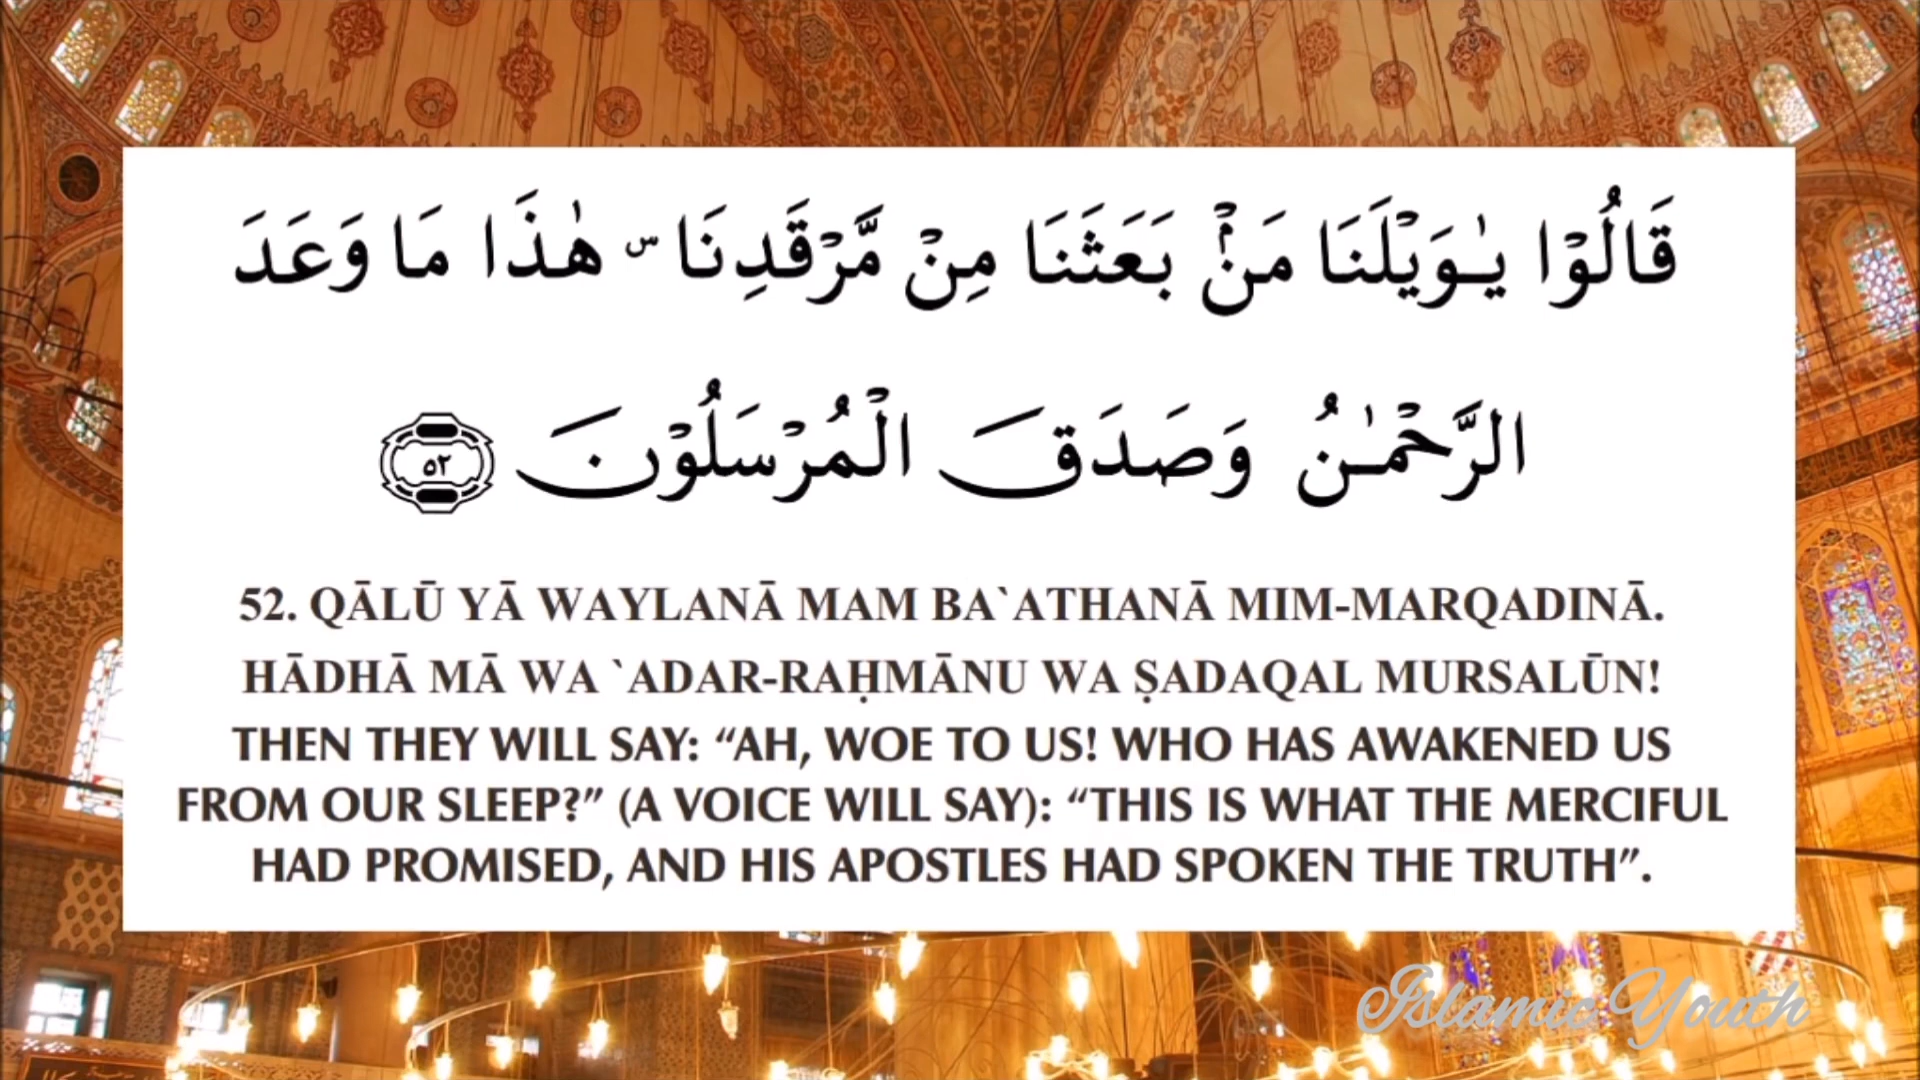 قَالُوۡا يٰوَيۡلَنَا مَنۡۢ بَعَثَنَا مِنۡ مَّرۡقَدِنَا ۜ هٰذَا مَا وَعَدَ
الرَّحۡمٰنُ وَصَدَقَ الۡمُرۡسَلُوۡنَ ٥٢
52. QĀLŪ YĀ WAYLANĀ MAM BA`ATHANĀ MIM-MARQADINĀ.
HĀDHĀ MĀ WA `ADAR-RAḤMĀNU WA ṢADAQAL MURSALŪN!
THEN THEY WILL SAY: “AH, WOE TO US! WHO HAS AWAKENED US
FROM OUR SLEEP?” (A VOICE WILL SAY): “THIS IS WHAT THE MERCIFUL
HAD PROMISED, AND HIS APOSTLES HAD SPOKEN THE TRUTH”.
Islamic Youth